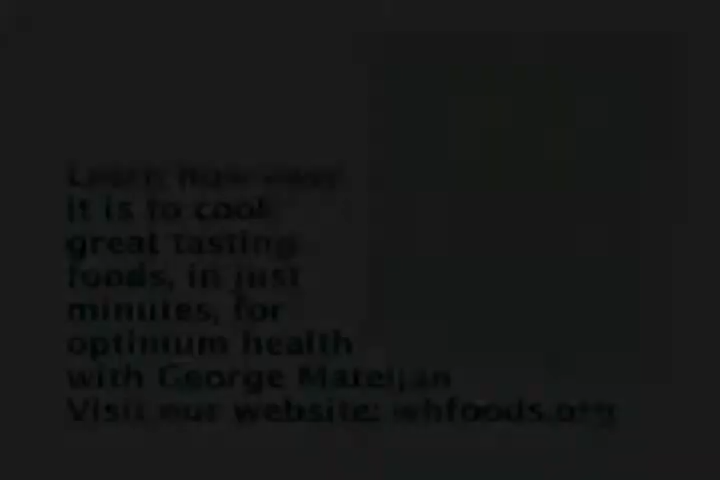 Learn how easy
it is to cook
great tasting
foods, in just
minutes, for
optimum health
with George Mateljan
Visit our website: whfoods.org